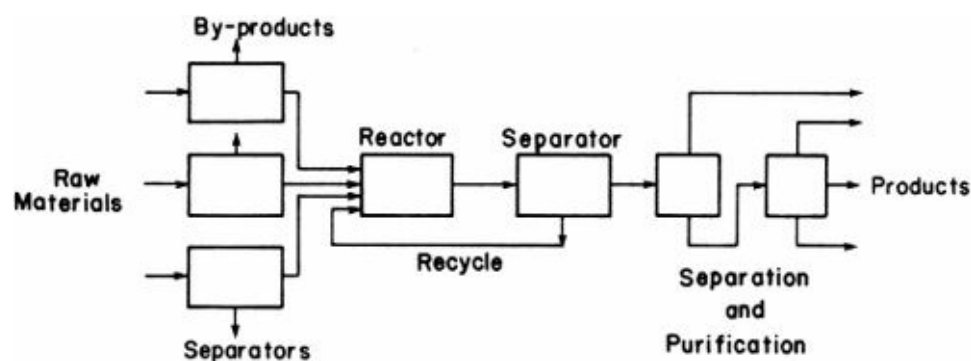 By-products
Reactor
Separator
Raw
Materials
Products
Recycle
Separators
Separation
and
Purification